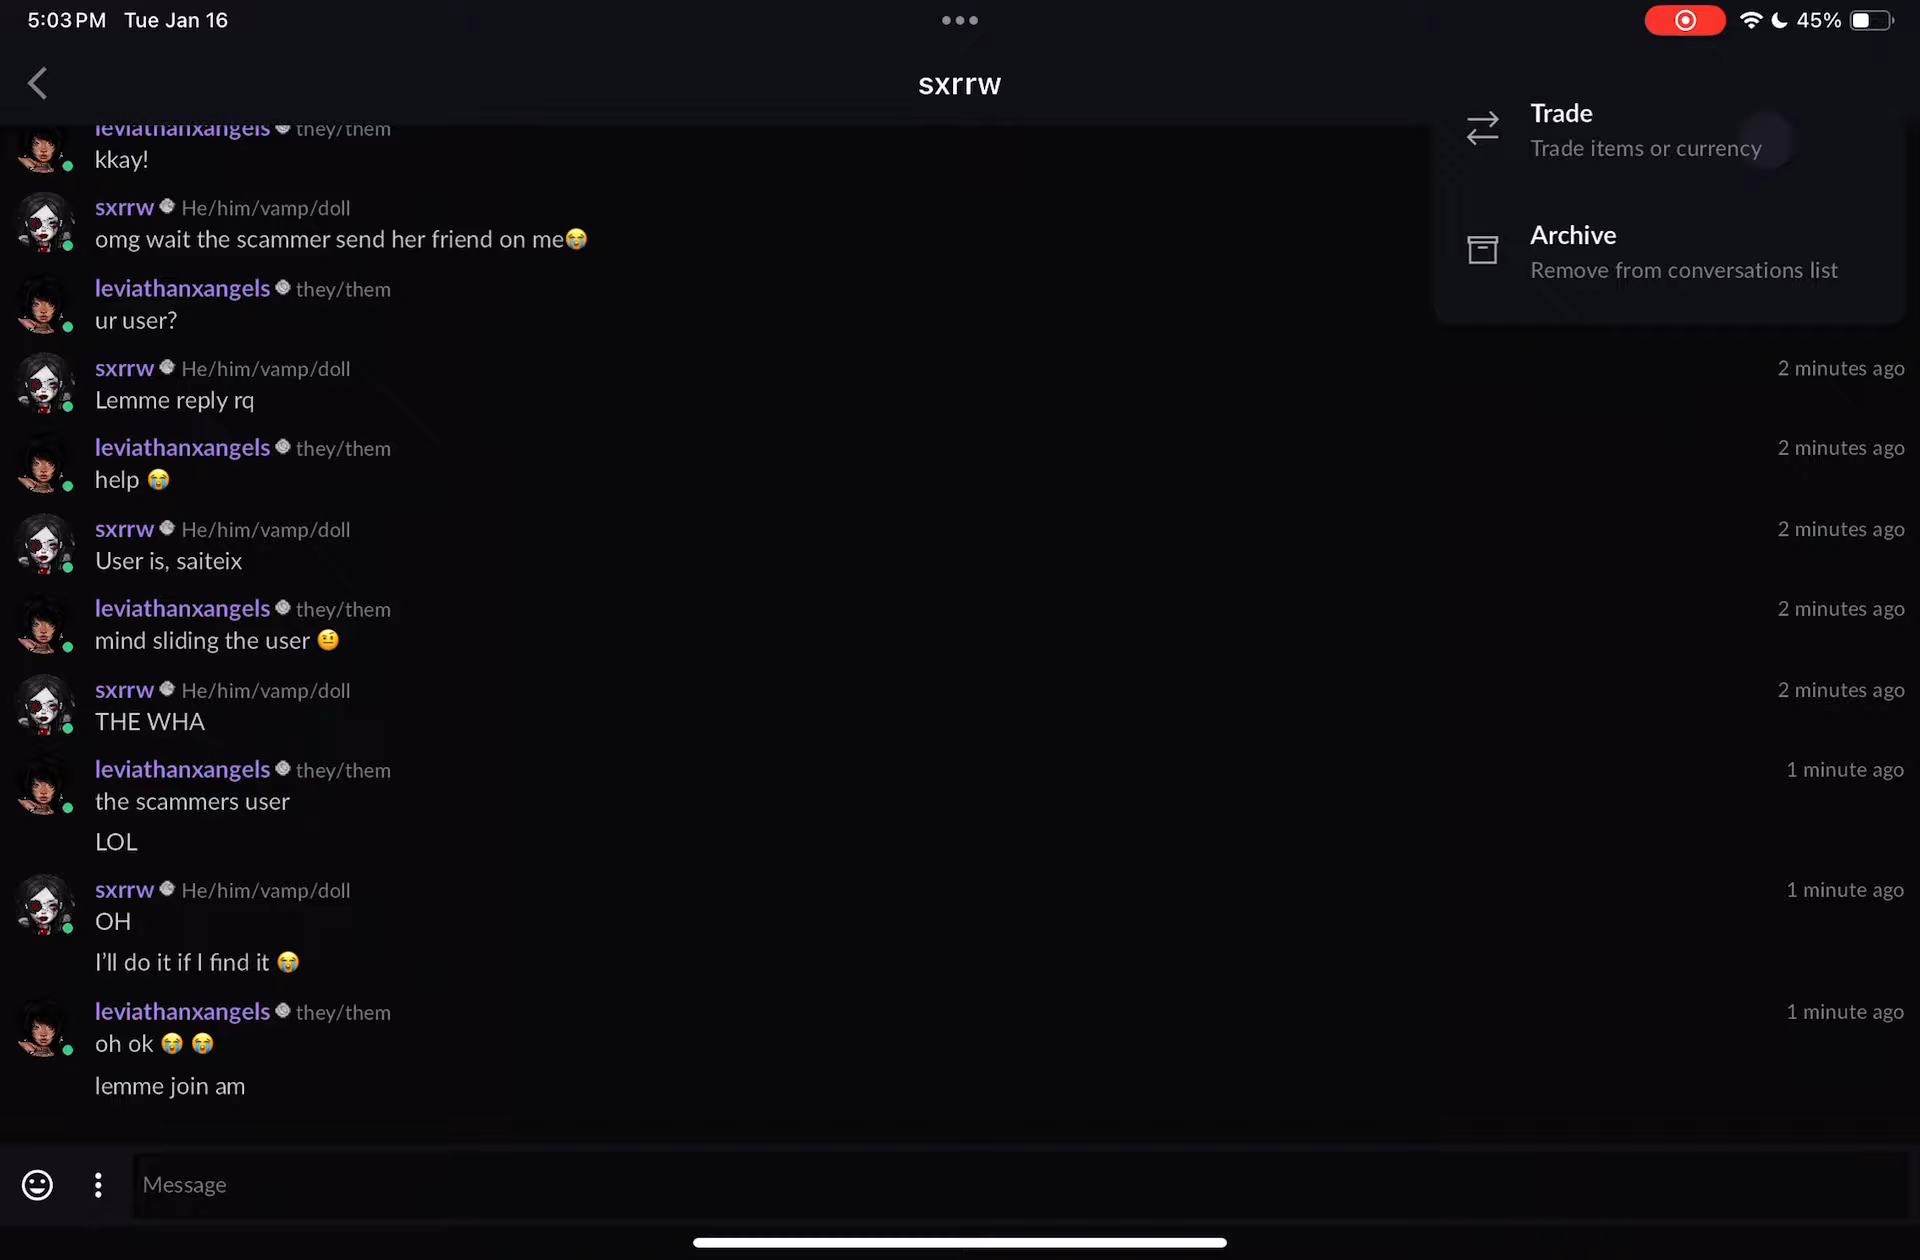 5:03 PM Tue Jan 16
45%
sxrrw
Trade
Trade items or currency
Archive
Remove from conversations list
leviathanxangels they/them
kkay!
sxrrw He/him/vamp/doll
omg wait the scammer send her friend on me😭
leviathanxangels they/them
ur user?
sxrrw He/him/vamp/doll 2 minutes ago
Lemme reply rq
leviathanxangels they/them 2 minutes ago
help 😭
sxrrw He/him/vamp/doll 2 minutes ago
User is, saiteix
leviathanxangels they/them 2 minutes ago
mind sliding the user 🤨
sxrrw He/him/vamp/doll 2 minutes ago
THE WHA
leviathanxangels they/them 1 minute ago
the scammers user
LOL
sxrrw He/him/vamp/doll 1 minute ago
OH
I’ll do it if I find it 😭
leviathanxangels they/them 1 minute ago
oh ok 😭 😭
lemme join am
Message